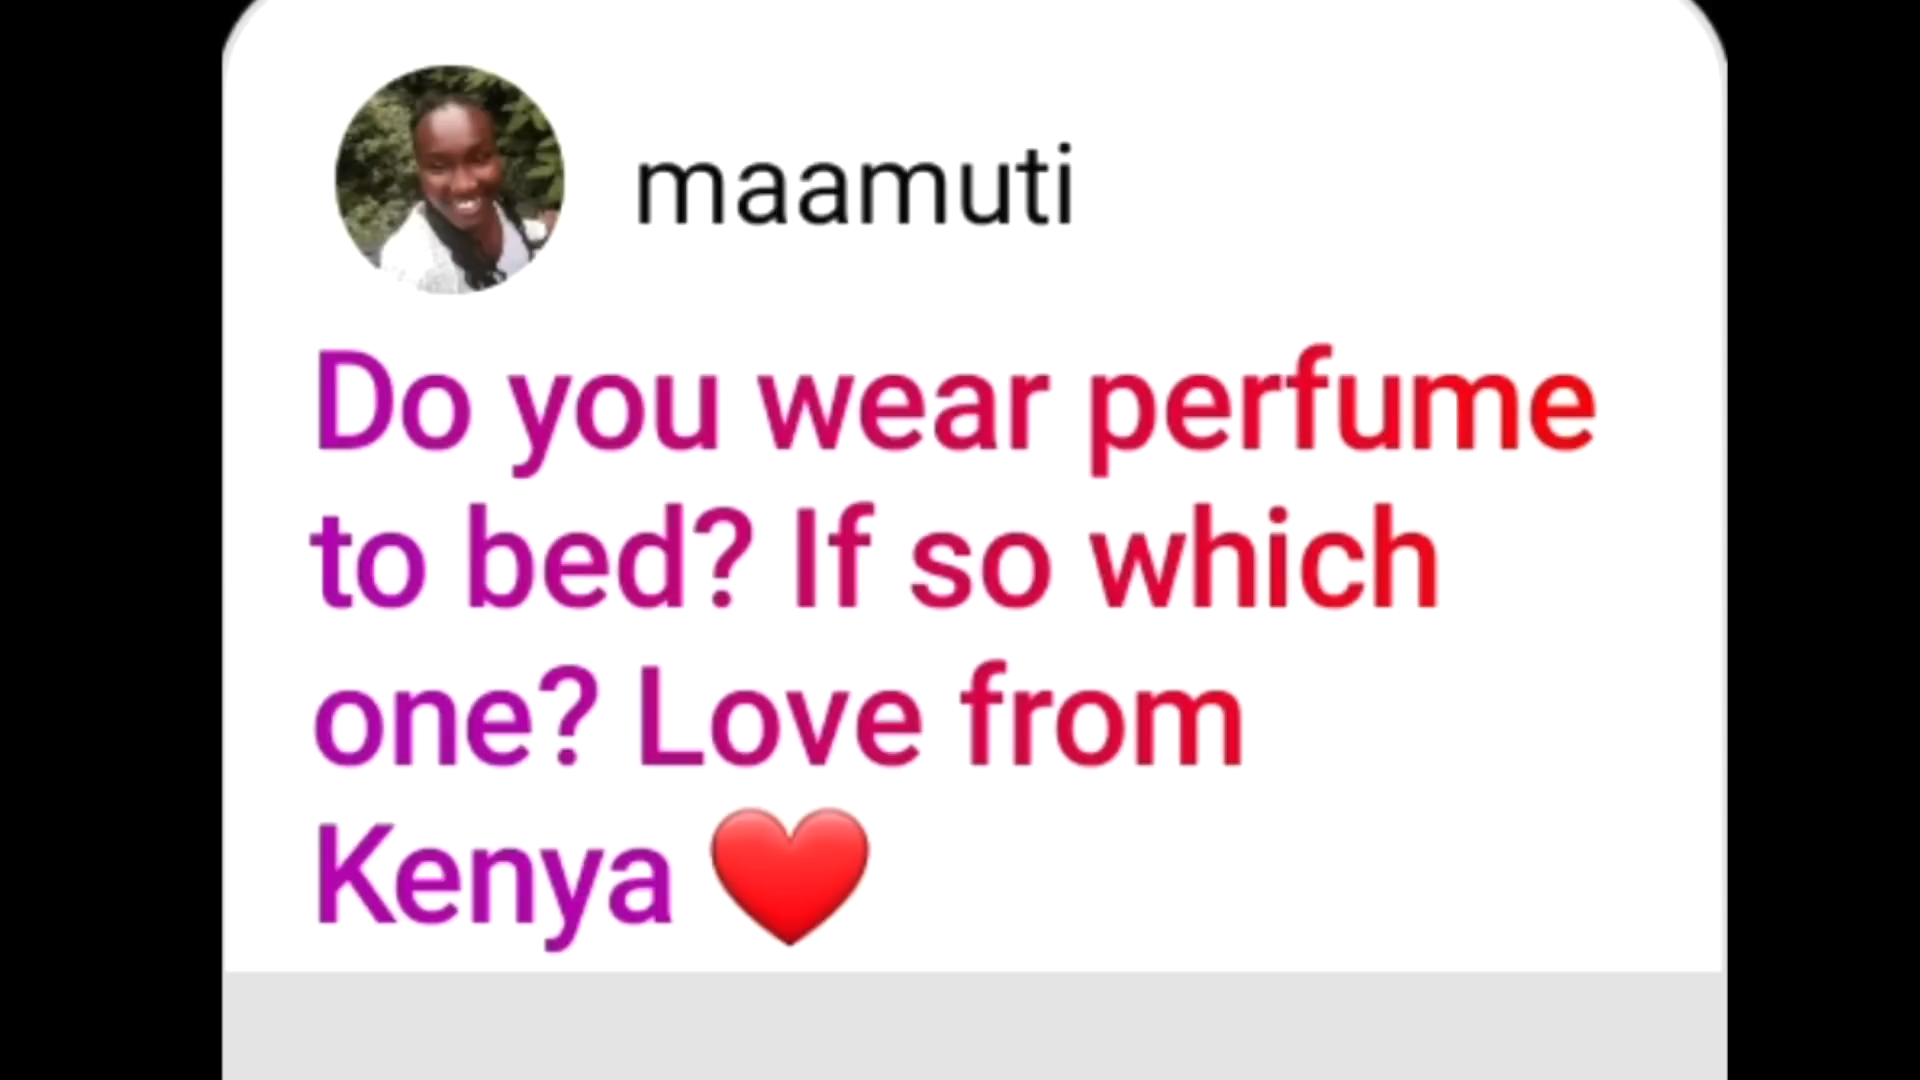 maamuti
Do you wear perfume
to bed? If so which
one? Love from
Kenya ❤️